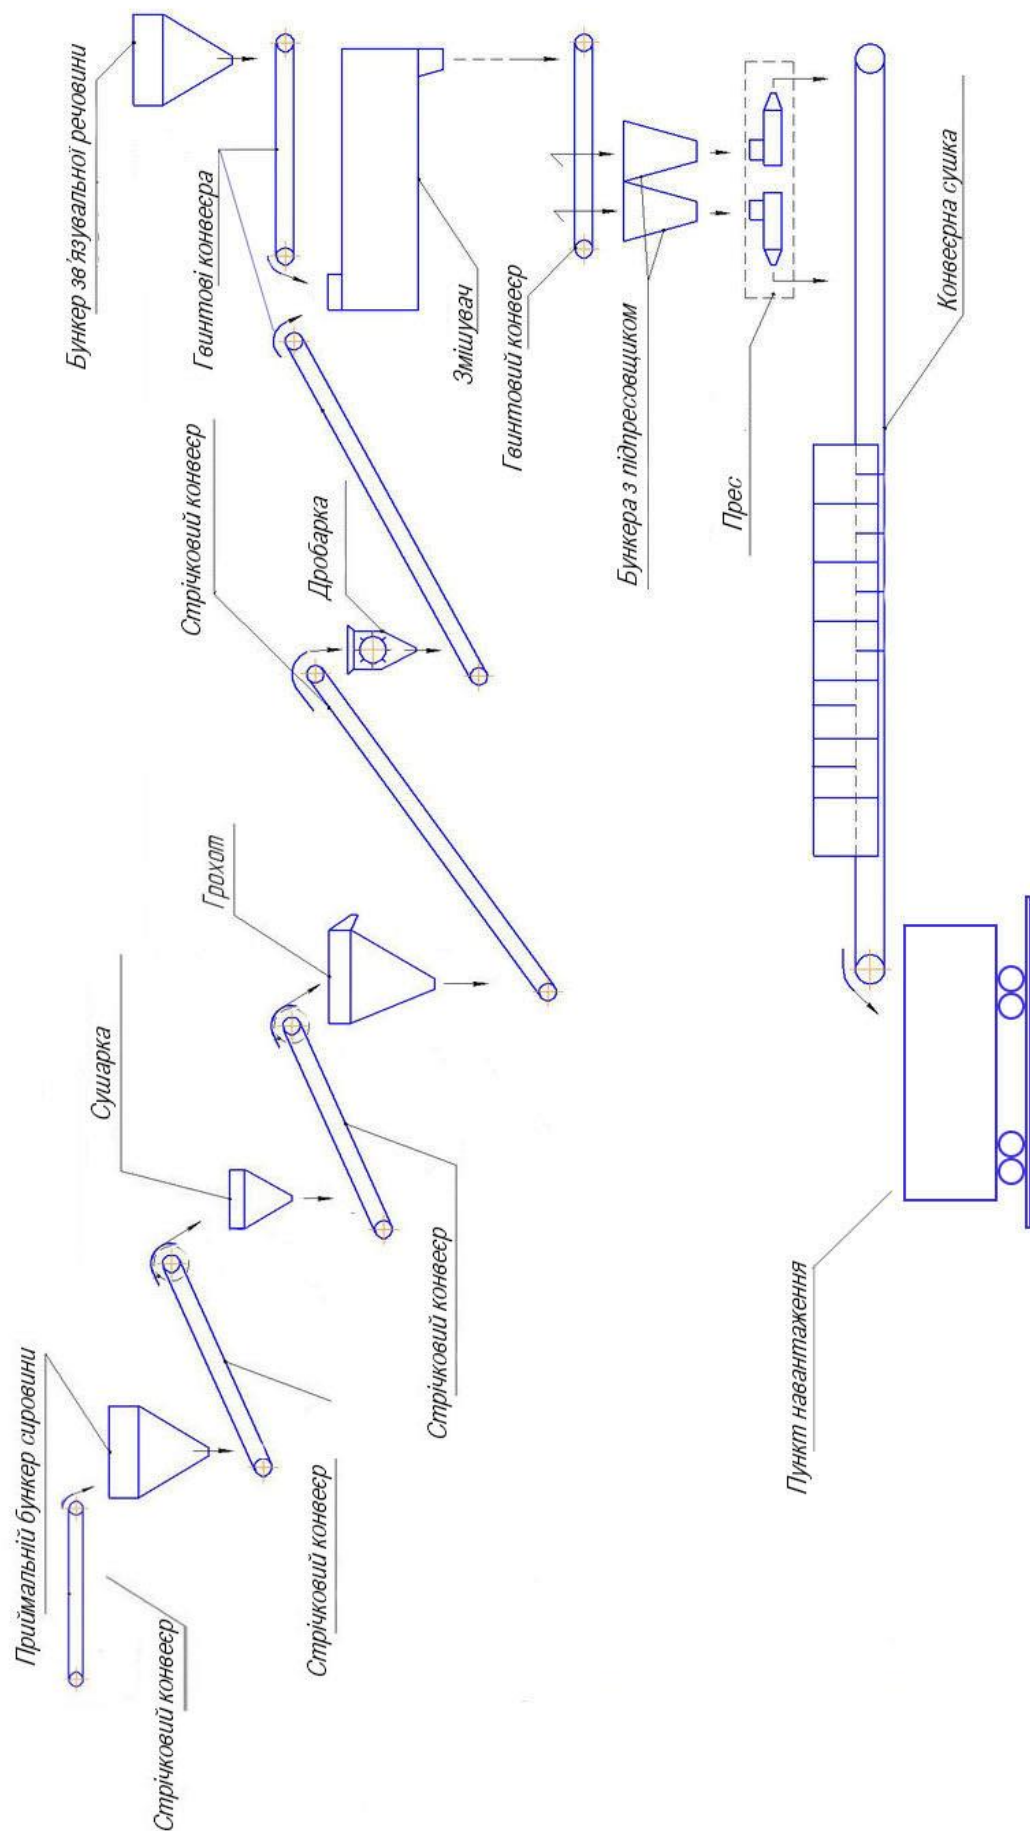 Стрічковий конвеєр
Приймальній бункер сировини
Стрічковий конвеєр
Сушарка
Стрічковий конвеєр
Грохот
Стрічковий конвеєр
Дробарка
Гвинтові конвеєра
Бункер зв'язувальної речовини
Змішувач
Гвинтовий конвеєр
Бункера з підпресовщиком
Прес
Конвеєрна сушка
Пункт навантаження